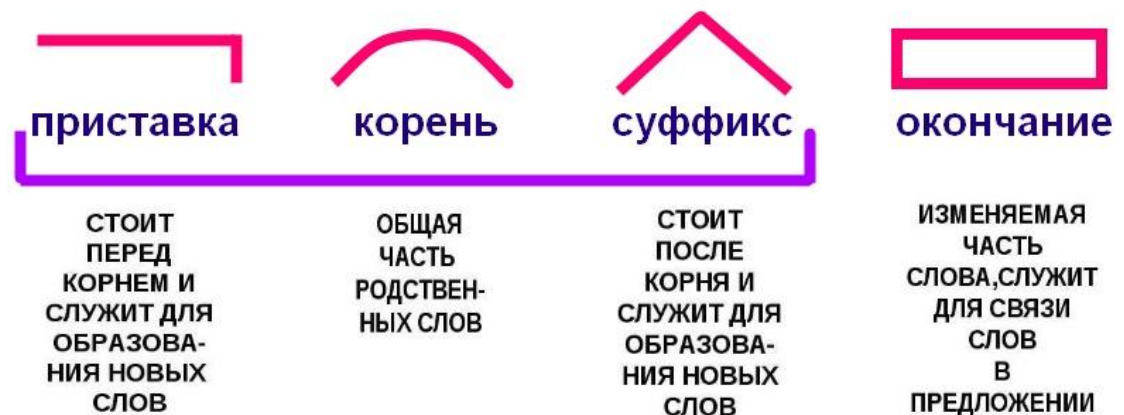 приставка
корень
суффикс
окончание
СТОИТ
ПЕРЕД
КОРНЕМ И
СЛУЖИТ ДЛЯ
ОБРАЗОВА-
НИЯ НОВЫХ
СЛОВ
ОБЩАЯ
ЧАСТЬ
РОДСТВЕН-
НЫХ СЛОВ
СТОИТ
ПОСЛЕ
КОРНЯ И
СЛУЖИТ ДЛЯ
ОБРАЗОВА-
НИЯ НОВЫХ
СЛОВ
ИЗМЕНЯЕМАЯ
ЧАСТЬ
СЛОВА,СЛУЖИТ
ДЛЯ СВЯЗИ
СЛОВ
В
ПРЕДЛОЖЕНИИ